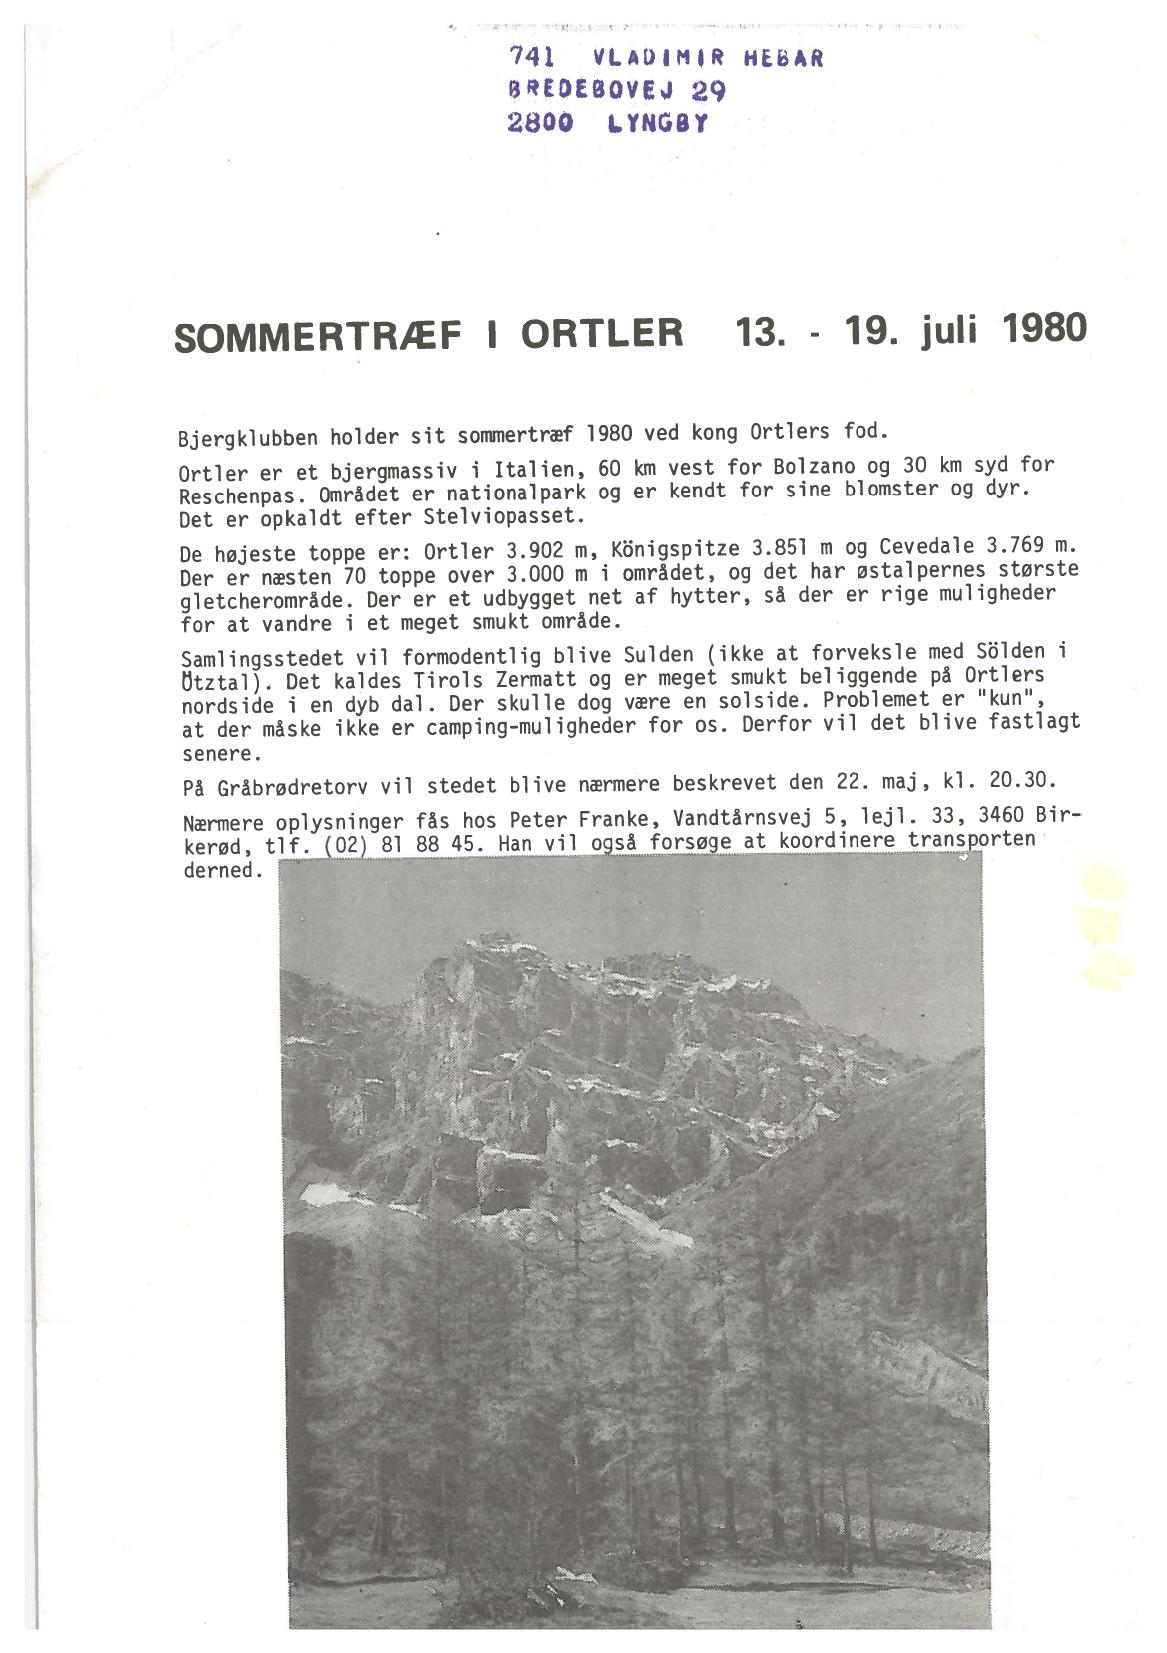 741 VLADIMIR HEBAR
BREDEBOVEJ 29
2800 LYNGBY
SOMMERTRÆF I ORTLER 13. - 19. juli 1980
Bjergklubben holder sit sommertræf 1980 ved kong Ortlers fod.
Ortler er et bjergmassiv i Italien, 60 km vest for Bolzano og 30 km syd for
Reschenpas. Området er nationalpark og er kendt for sine blomster og dyr.
Det er opkaldt efter Stelviopasset.
De højeste toppe er: Ortler 3.902 m, Königspitze 3.851 m og Cevedale 3.769 m.
Der er næsten 70 toppe over 3.000 m i området, og det har østalpernes største
gletcherområde. Der er et udbygget net af hytter, så der er rige muligheder
for at vandre i et meget smukt område.
Samlingsstedet vil formodentlig blive Sulden (ikke at forveksle med Sölden i
Ötztal). Det kaldes Tirols Zermatt og er meget smukt beliggende på Ortlers
nordside i en dyb dal. Der skulle dog være en solside. Problemet er "kun",
at der måske ikke er camping-muligheder for os. Derfor vil det blive fastlagt
senere.
På Gråbrødretorv vil stedet blive nærmere beskrevet den 22. maj, kl. 20.30.
Nærmere oplysninger fås hos Peter Franke, Vandtårnsvej 5, lejl. 33, 3460 Bir-
kerød, tlf. (02) 81 88 45. Han vil også forsøge at koordinere transporten
derned.